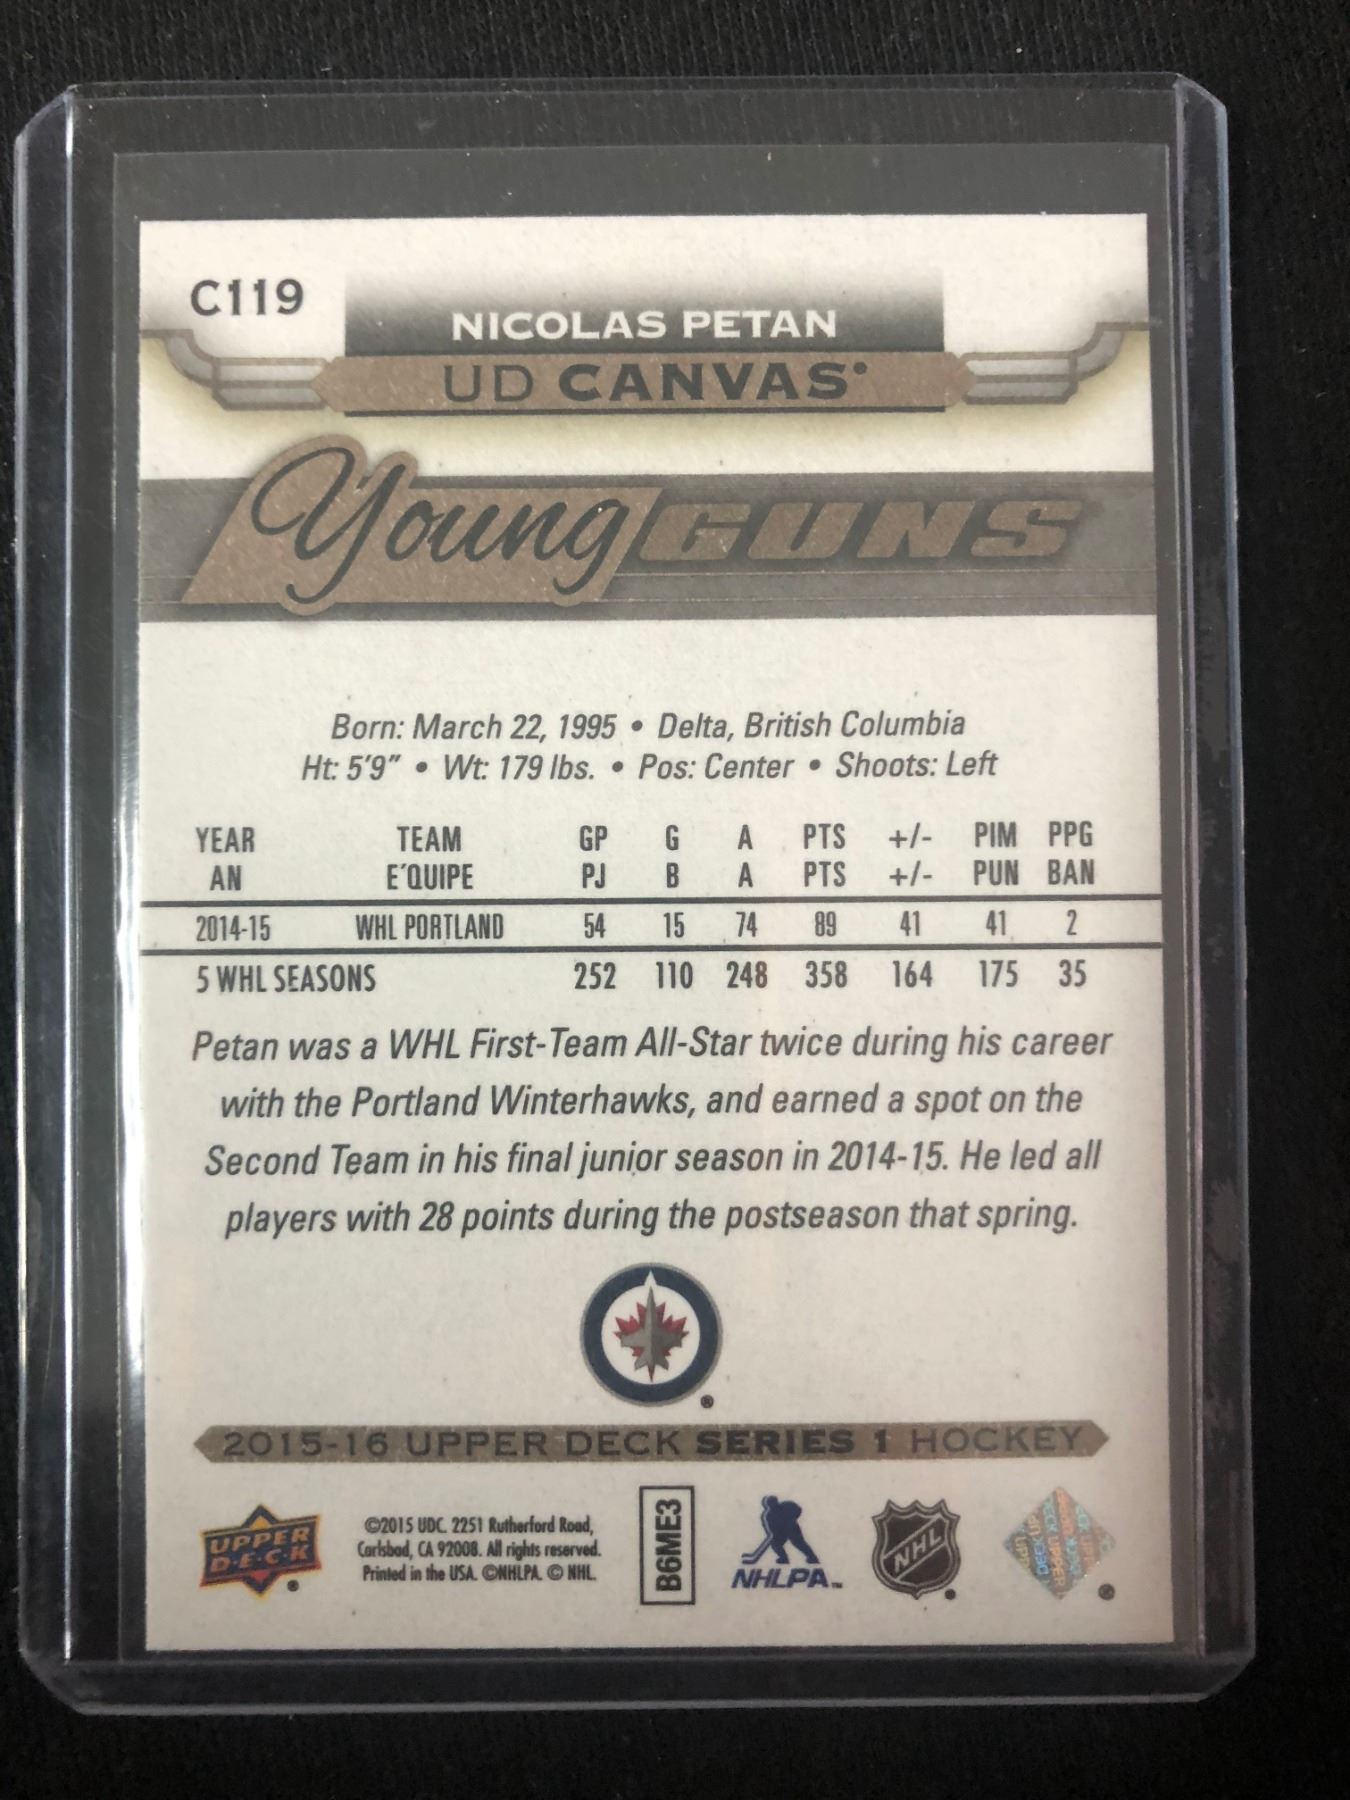 C119
NICOLAS PETAN
UD CANVAS
Young GUNS
Born: March 22, 1995 • Delta, British Columbia
Ht: 5'9" • Wt: 179 lbs. • Pos: Center • Shoots: Left
YEAR TEAM GP G A PTS +/- PIM PPG
AN E´QUIPE PJ B A PTS +/- PUN BAN
2014-15 WHL PORTLAND 54 15 74 89 41 41 2
5 WHL SEASONS 252 110 248 358 164 175 35
Petan was a WHL First-Team All-Star twice during his career
with the Portland Winterhawks, and earned a spot on the
Second Team in his final junior season in 2014-15. He led all
players with 28 points during the postseason that spring.
®
2015-16 UPPER DECK SERIES 1 HOCKEY
UPPER
DECK
®
©2015 UDC. 2251 Rutherford Road,
Carlsbad, CA 92008. All rights reserved.
Printed in the USA. ©NHLPA. © NHL.
B6ME3
NHLPA™
NHL
®
®